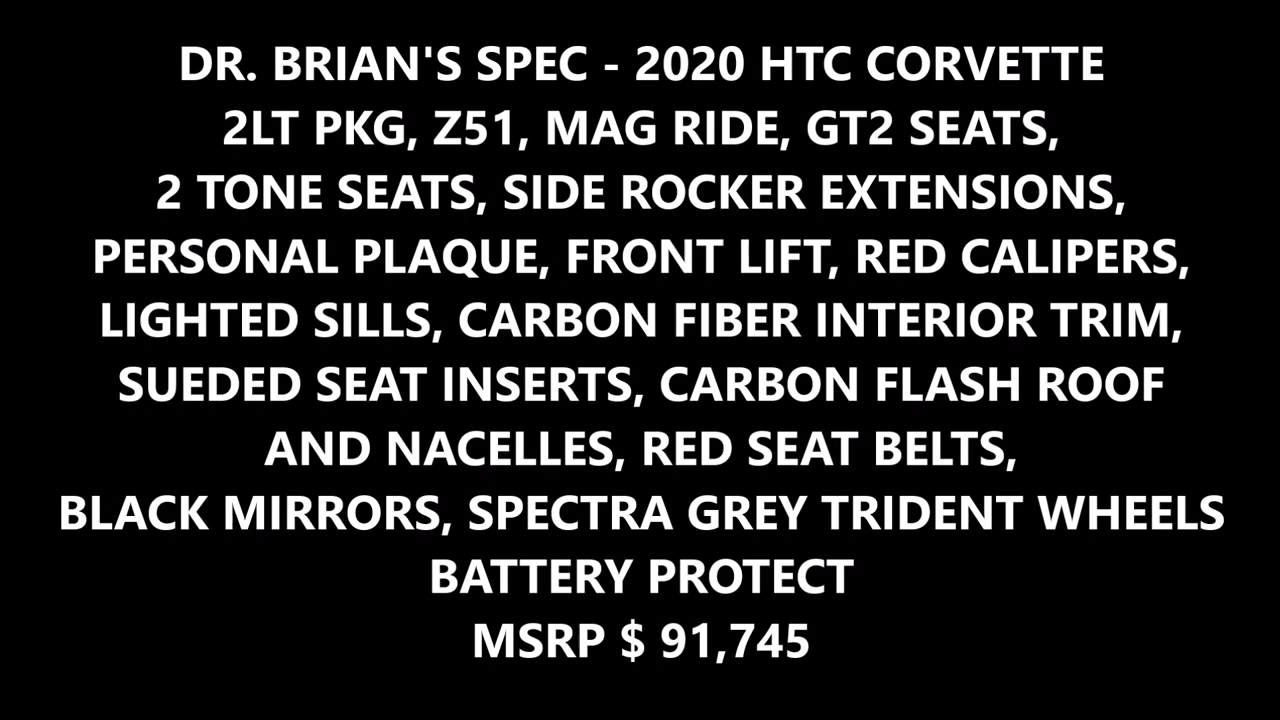 DR. BRIAN'S SPEC - 2020 HTC CORVETTE
2LT PKG, Z51, MAG RIDE, GT2 SEATS,
2 TONE SEATS, SIDE ROCKER EXTENSIONS,
PERSONAL PLAQUE, FRONT LIFT, RED CALIPERS,
LIGHTED SILLS, CARBON FIBER INTERIOR TRIM,
SUEDED SEAT INSERTS, CARBON FLASH ROOF
AND NACELLES, RED SEAT BELTS,
BLACK MIRRORS, SPECTRA GREY TRIDENT WHEELS
BATTERY PROTECT
MSRP $ 91,745